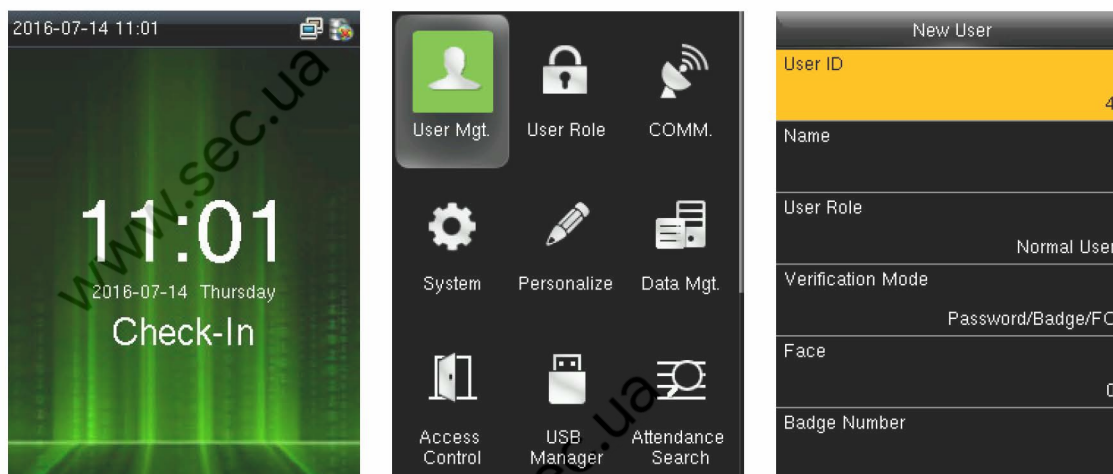 2016-07-14 11:01
11:01
2016-07-14 Thursday
Check-In
www.sec.ua
User Mgt.
User Role
COMM.
System
Personalize
Data Mgt.
Access
Control
USB
Manager
Attendance
Search
New User
User ID
4
Name
User Role
Normal User
Verification Mode
Password/Badge/FC
Face
0
Badge Number